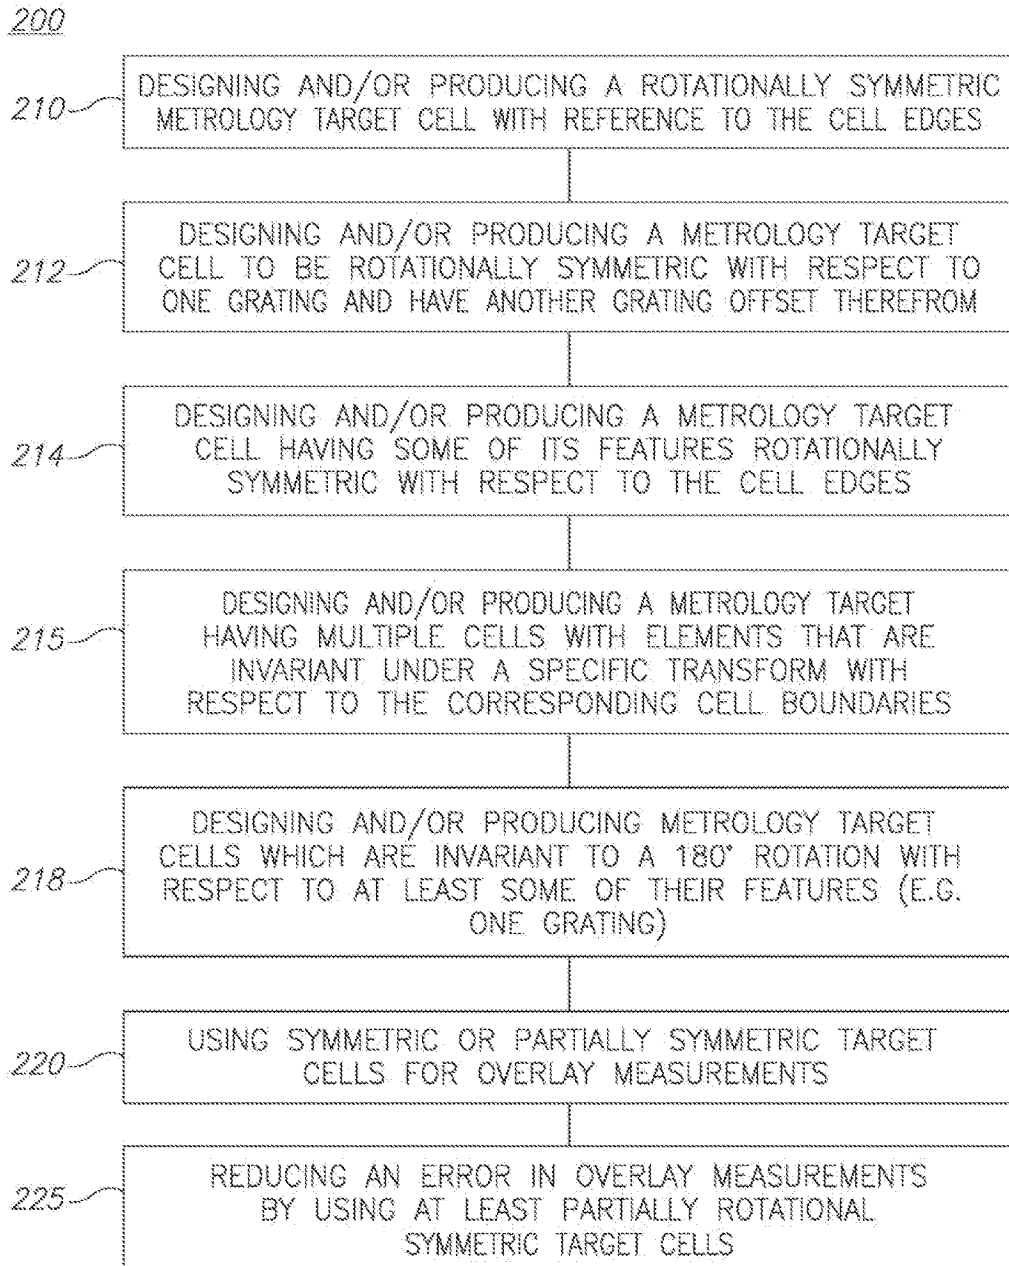 200
210
DESIGNING AND/OR PRODUCING A ROTATIONALLY SYMMETRIC
METROLOGY TARGET CELL WITH REFERENCE TO THE CELL EDGES
212
DESIGNING AND/OR PRODUCING A METROLOGY TARGET
CELL TO BE ROTATIONALLY SYMMETRIC WITH RESPECT TO
ONE GRATING AND HAVE ANOTHER GRATING OFFSET THEREFROM
214
DESIGNING AND/OR PRODUCING A METROLOGY TARGET
CELL HAVING SOME OF ITS FEATURES ROTATIONALLY
SYMMETRIC WITH RESPECT TO THE CELL EDGES
215
DESIGNING AND/OR PRODUCING A METROLOGY TARGET
HAVING MULTIPLE CELLS WITH ELEMENTS THAT ARE
INVARIANT UNDER A SPECIFIC TRANSFORM WITH
RESPECT TO THE CORRESPONDING CELL BOUNDARIES
218
DESIGNING AND/OR PRODUCING METROLOGY TARGET
CELLS WHICH ARE INVARIANT TO A 180° ROTATION WITH
RESPECT TO AT LEAST SOME OF THEIR FEATURES (E.G.
ONE GRATING)
220
USING SYMMETRIC OR PARTIALLY SYMMETRIC TARGET
CELLS FOR OVERLAY MEASUREMENTS
225
REDUCING AN ERROR IN OVERLAY MEASUREMENTS
BY USING AT LEAST PARTIALLY ROTATIONAL
SYMMETRIC TARGET CELLS